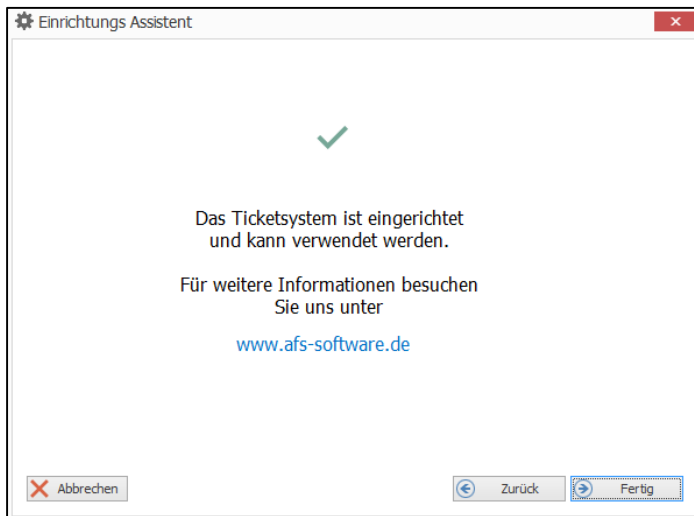 Einrichtungs Assistent
Das Ticketsystem ist eingerichtet
und kann verwendet werden.
Für weitere Informationen besuchen
Sie uns unter
www.afs-software.de
Abbrechen
Zurück
Fertig